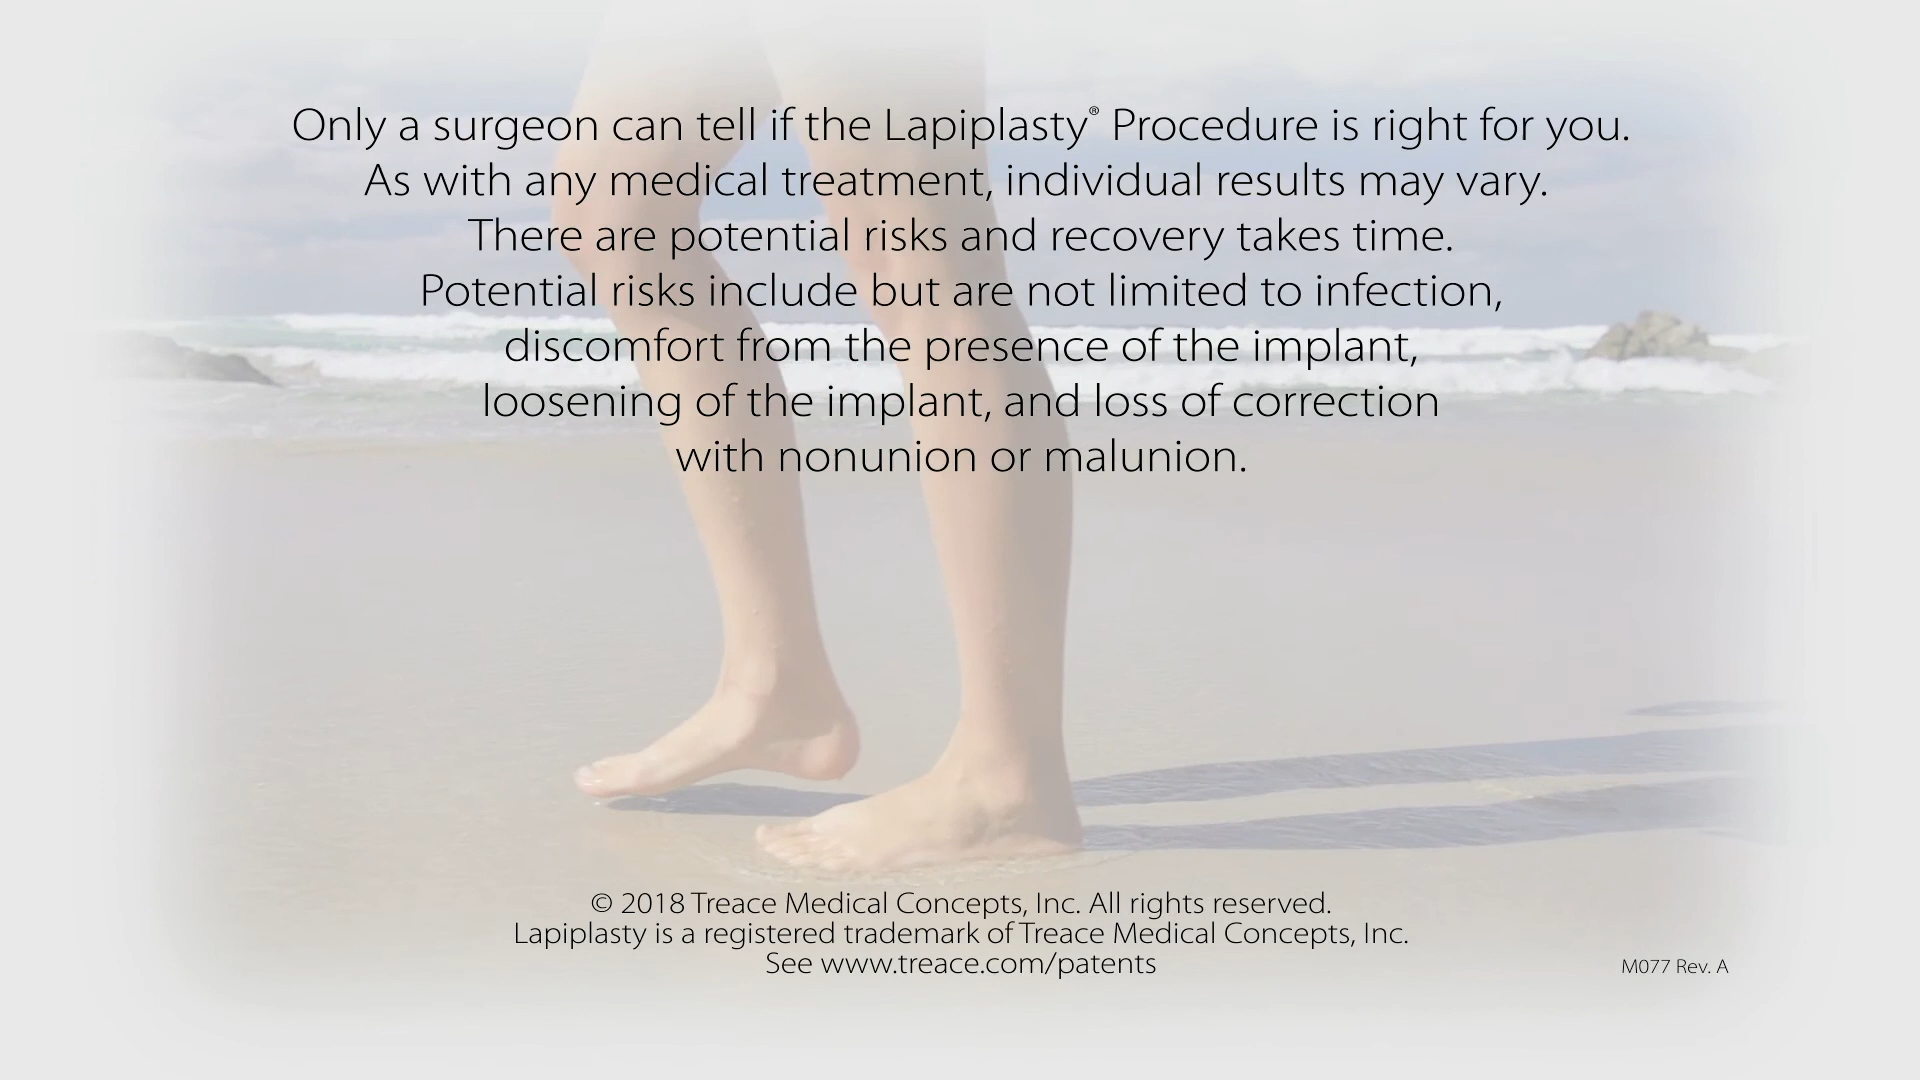 Only a surgeon can tell if the Lapiplasty® Procedure is right for you.
As with any medical treatment, individual results may vary.
There are potential risks and recovery takes time.
Potential risks include but are not limited to infection,
discomfort from the presence of the implant,
loosening of the implant, and loss of correction
with nonunion or malunion.
© 2018 Treace Medical Concepts, Inc. All rights reserved.
Lapiplasty is a registered trademark of Treace Medical Concepts, Inc.
See www.treace.com/patents
M077 Rev. A